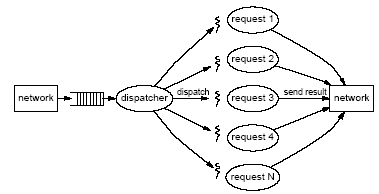 request 1
request 2
network
dispatcher
dispatch
request 3
send result
network
request 4
request N